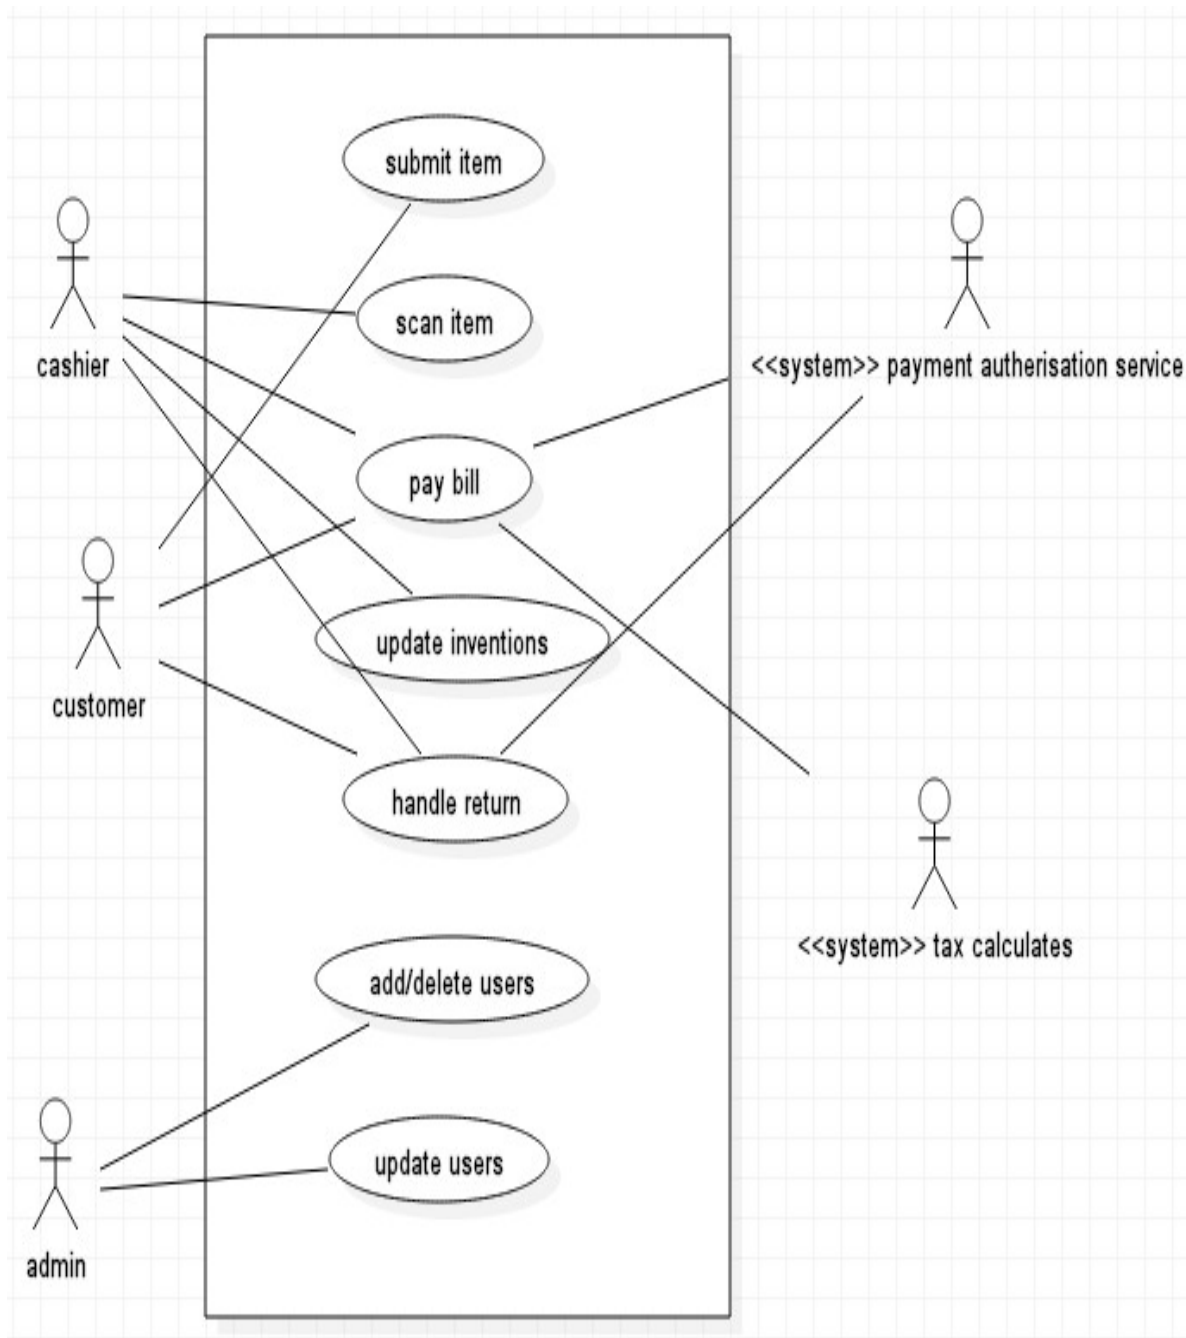 submit item
scan item
cashier
<<system>> payment autherisation service
pay bill
update inventions
customer
handle return
<<system>> tax calculates
add/delete users
update users
admin